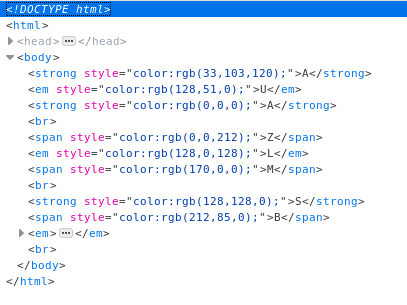 <!DOCTYPE html>
<html>
<head> ... </head>
<body>
<strong style="color:rgb(33,103,120);">A</strong>
<em style="color:rgb(128,51,0);">U</em>
<strong style="color:rgb(0,0,0);">A</strong>
<br>
<span style="color:rgb(0,0,212);">Z</span>
<em style="color:rgb(128,0,128);">L</em>
<span style="color:rgb(170,0,0);">M</span>
<br>
<strong style="color:rgb(128,128,0);">S</strong>
<span style="color:rgb(212,85,0);">B</span>
<em> ... </em>
<br>
</body>
</html>